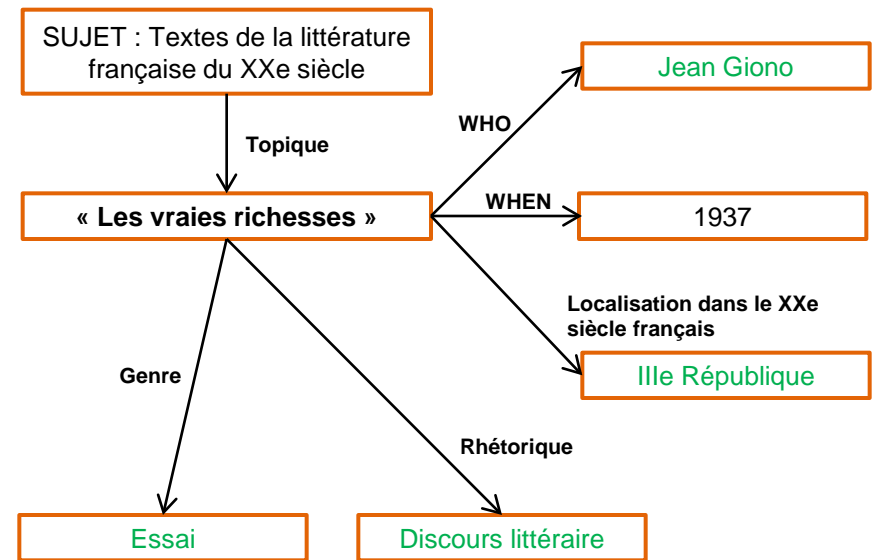 SUJET : Textes de la littérature
française du XXe siècle
Jean Giono
WHO
Topique
« Les vraies richesses »
WHEN
1937
Localisation dans le XXe
siècle français
IIIe République
Genre
Rhétorique
Essai
Discours littéraire